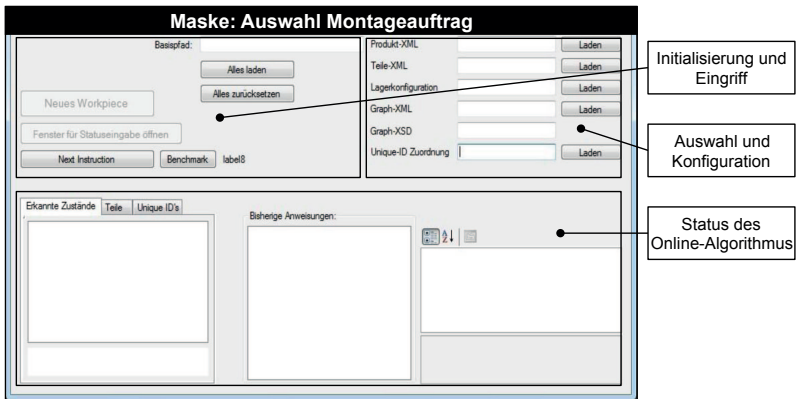 Maske: Auswahl Montageauftrag
Basispfad:
Alles laden
Alles zurücksetzen
Neues Workpiece
Fenster für Statuseingabe öffnen
Next Instruction
Benchmark
label8
Produkt-XML
Laden
Teile-XML
Laden
Lagerkonfiguration
Laden
Graph-XML
Laden
Graph-XSD
Unique-ID Zuordnung
Laden
Initialisierung und
Eingriff
Auswahl und
Konfiguration
Erkannte Zustände
Teile
Unique ID's
Bisherige Anweisungen:
Status des
Online-Algorithmus